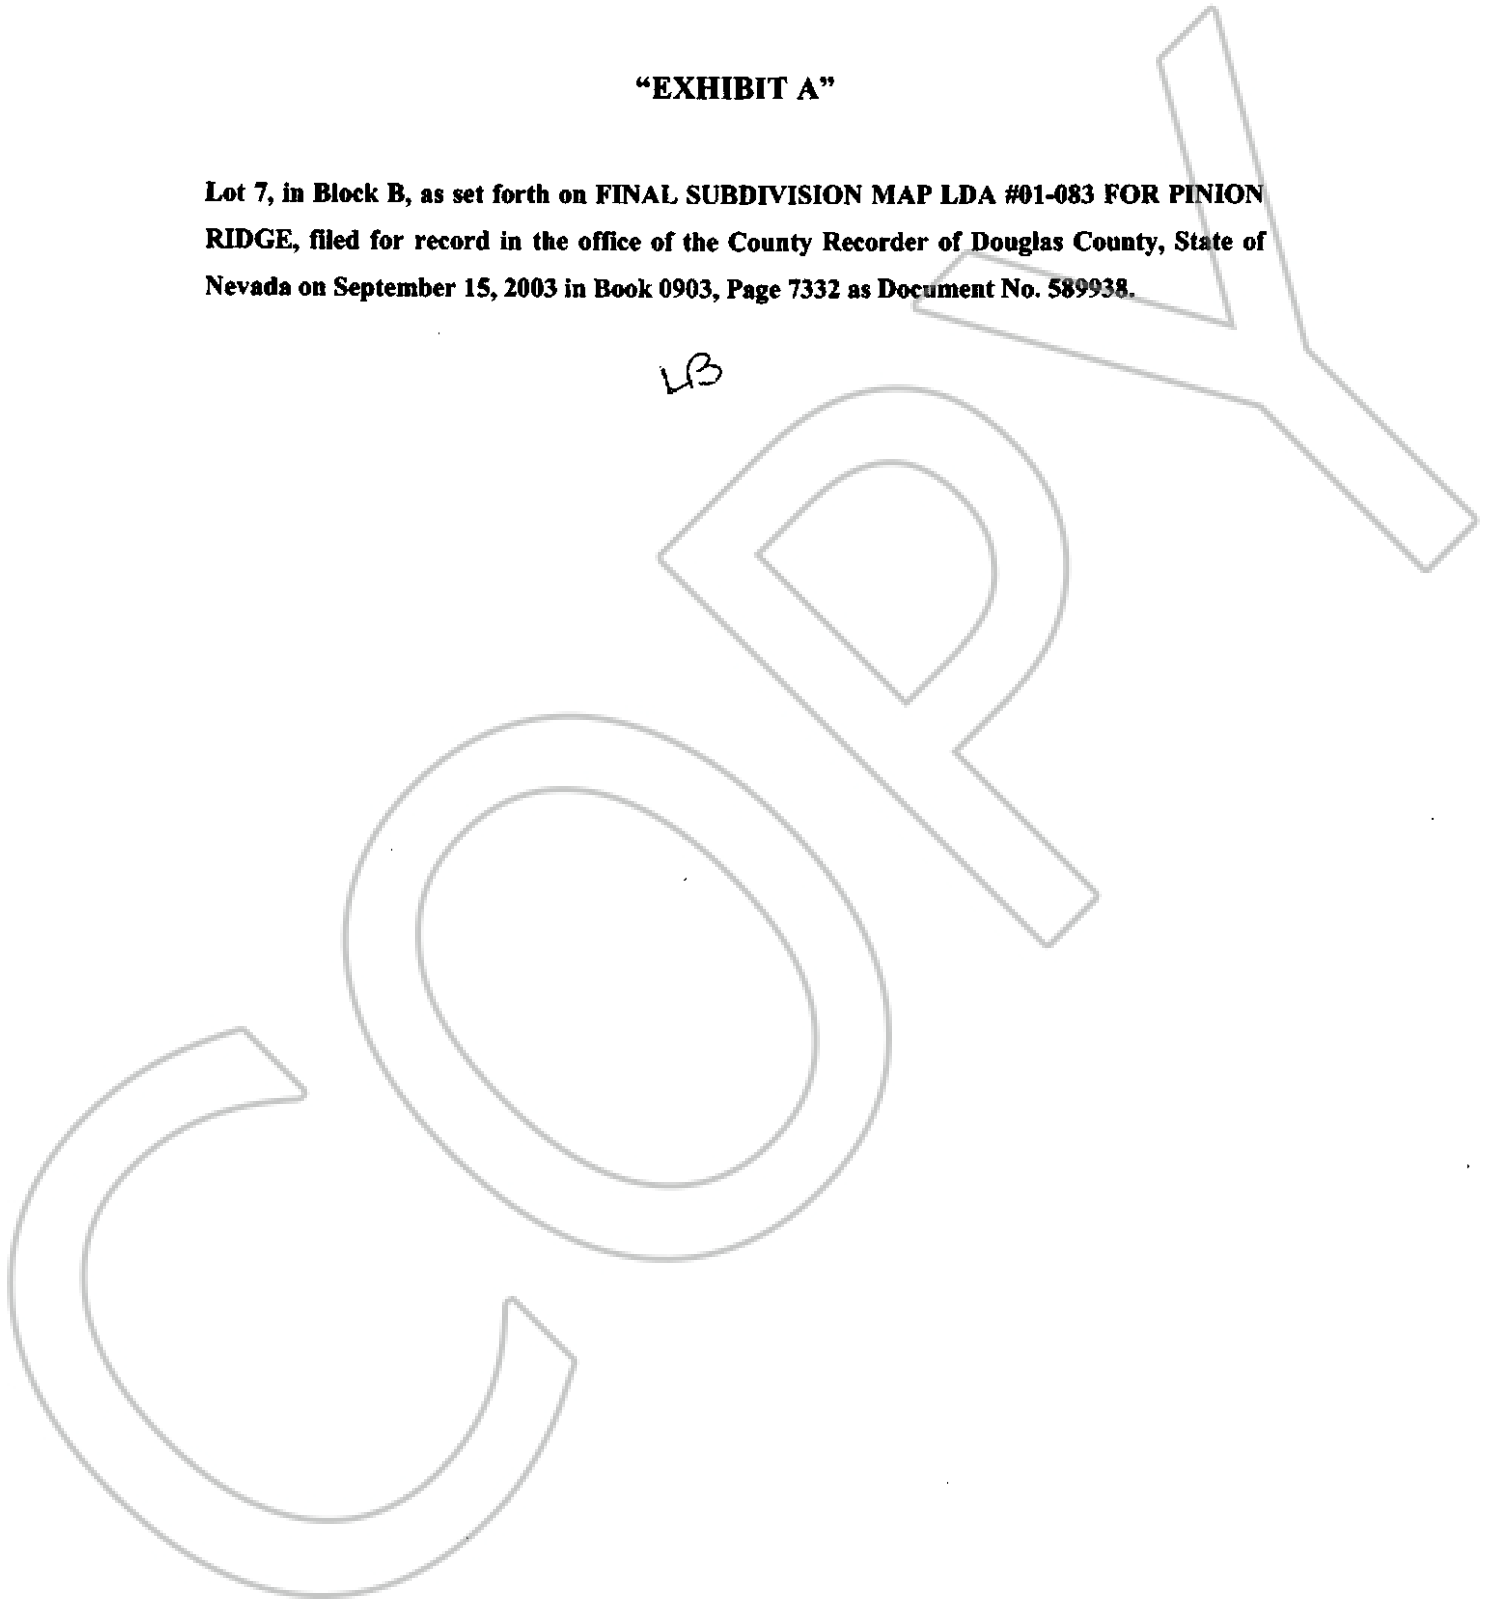 “EXHIBIT A”
Lot 7, in Block B, as set forth on FINAL SUBDIVISION MAP LDA #01-083 FOR PINION
RIDGE, filed for record in the office of the County Recorder of Douglas County, State of
Nevada on September 15, 2003 in Book 0903, Page 7332 as Document No. 589938.
LB
COPY